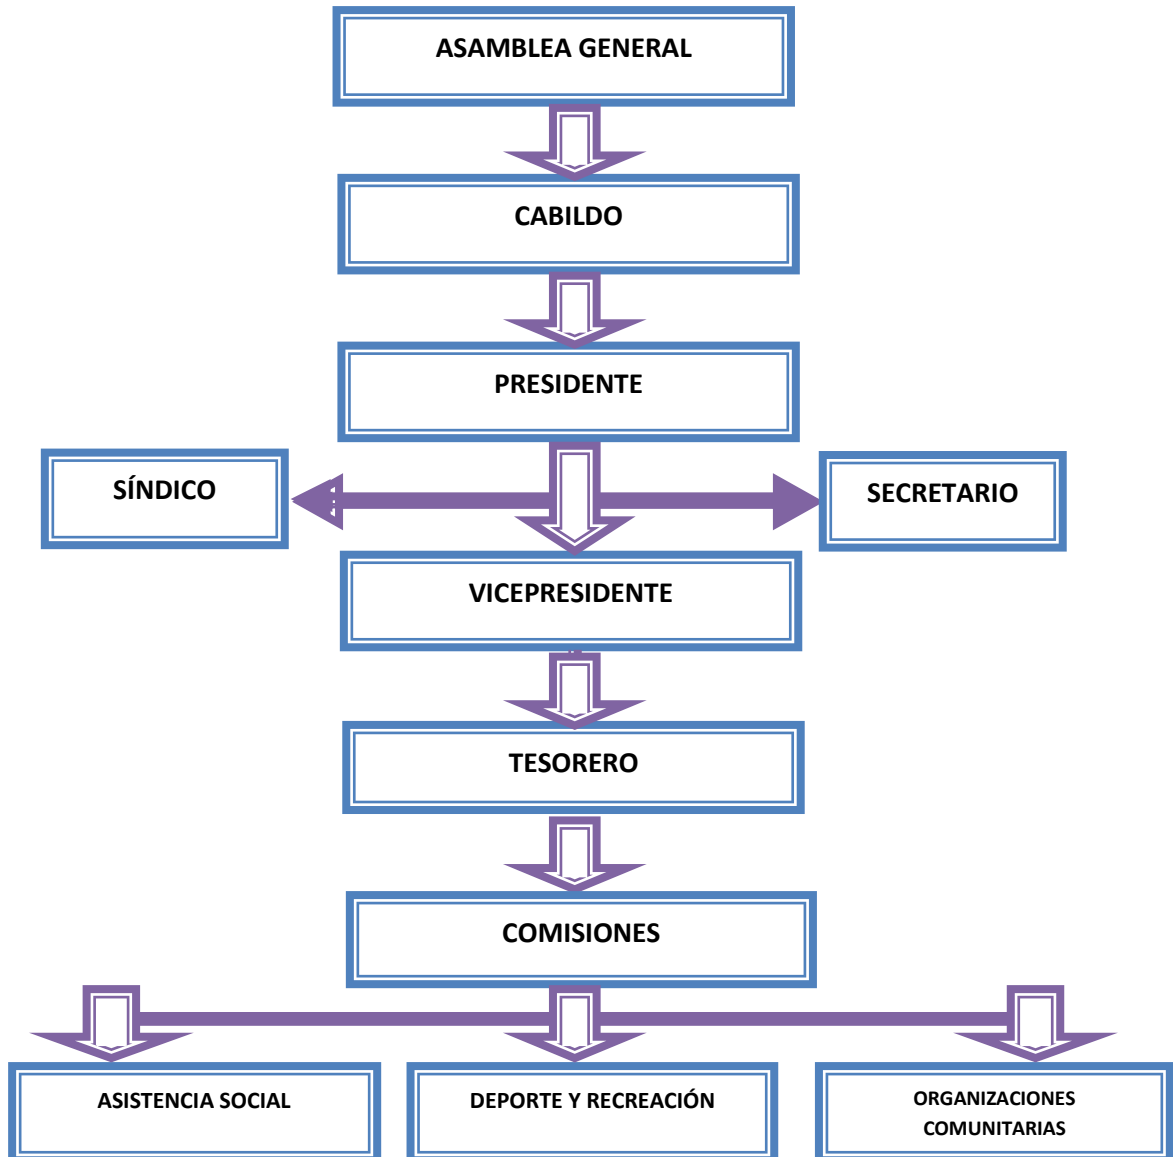 ASAMBLEA GENERAL
CABILDO
PRESIDENTE
SÍNDICO
SECRETARIO
VICEPRESIDENTE
TESORERO
COMISIONES
ASISTENCIA SOCIAL
DEPORTE Y RECREACIÓN
ORGANIZACIONES
COMUNITARIAS